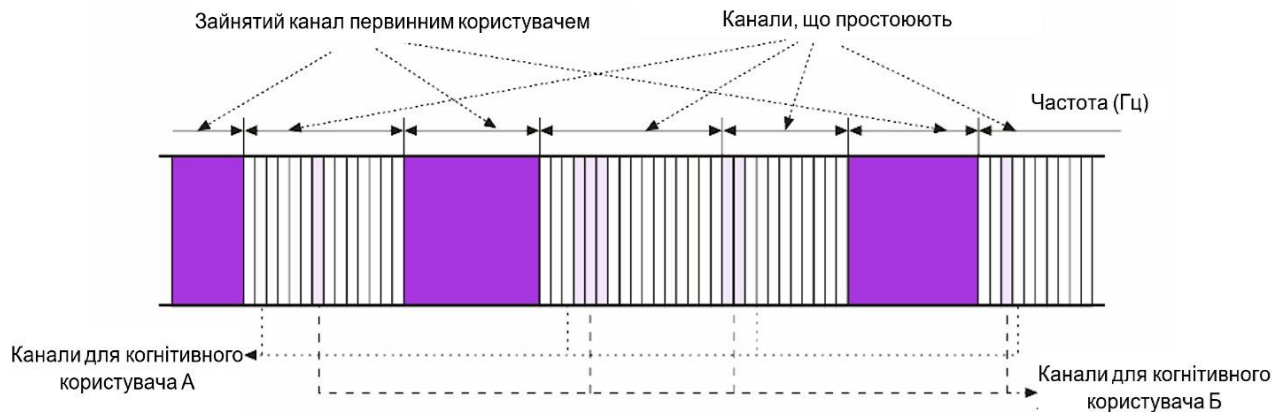 Зайнятий канал первинним користувачем
Канали, що простоюють
Частота (Гц)
Канали для когнітивного
користувача А
Канали для когнітивного
користувача Б